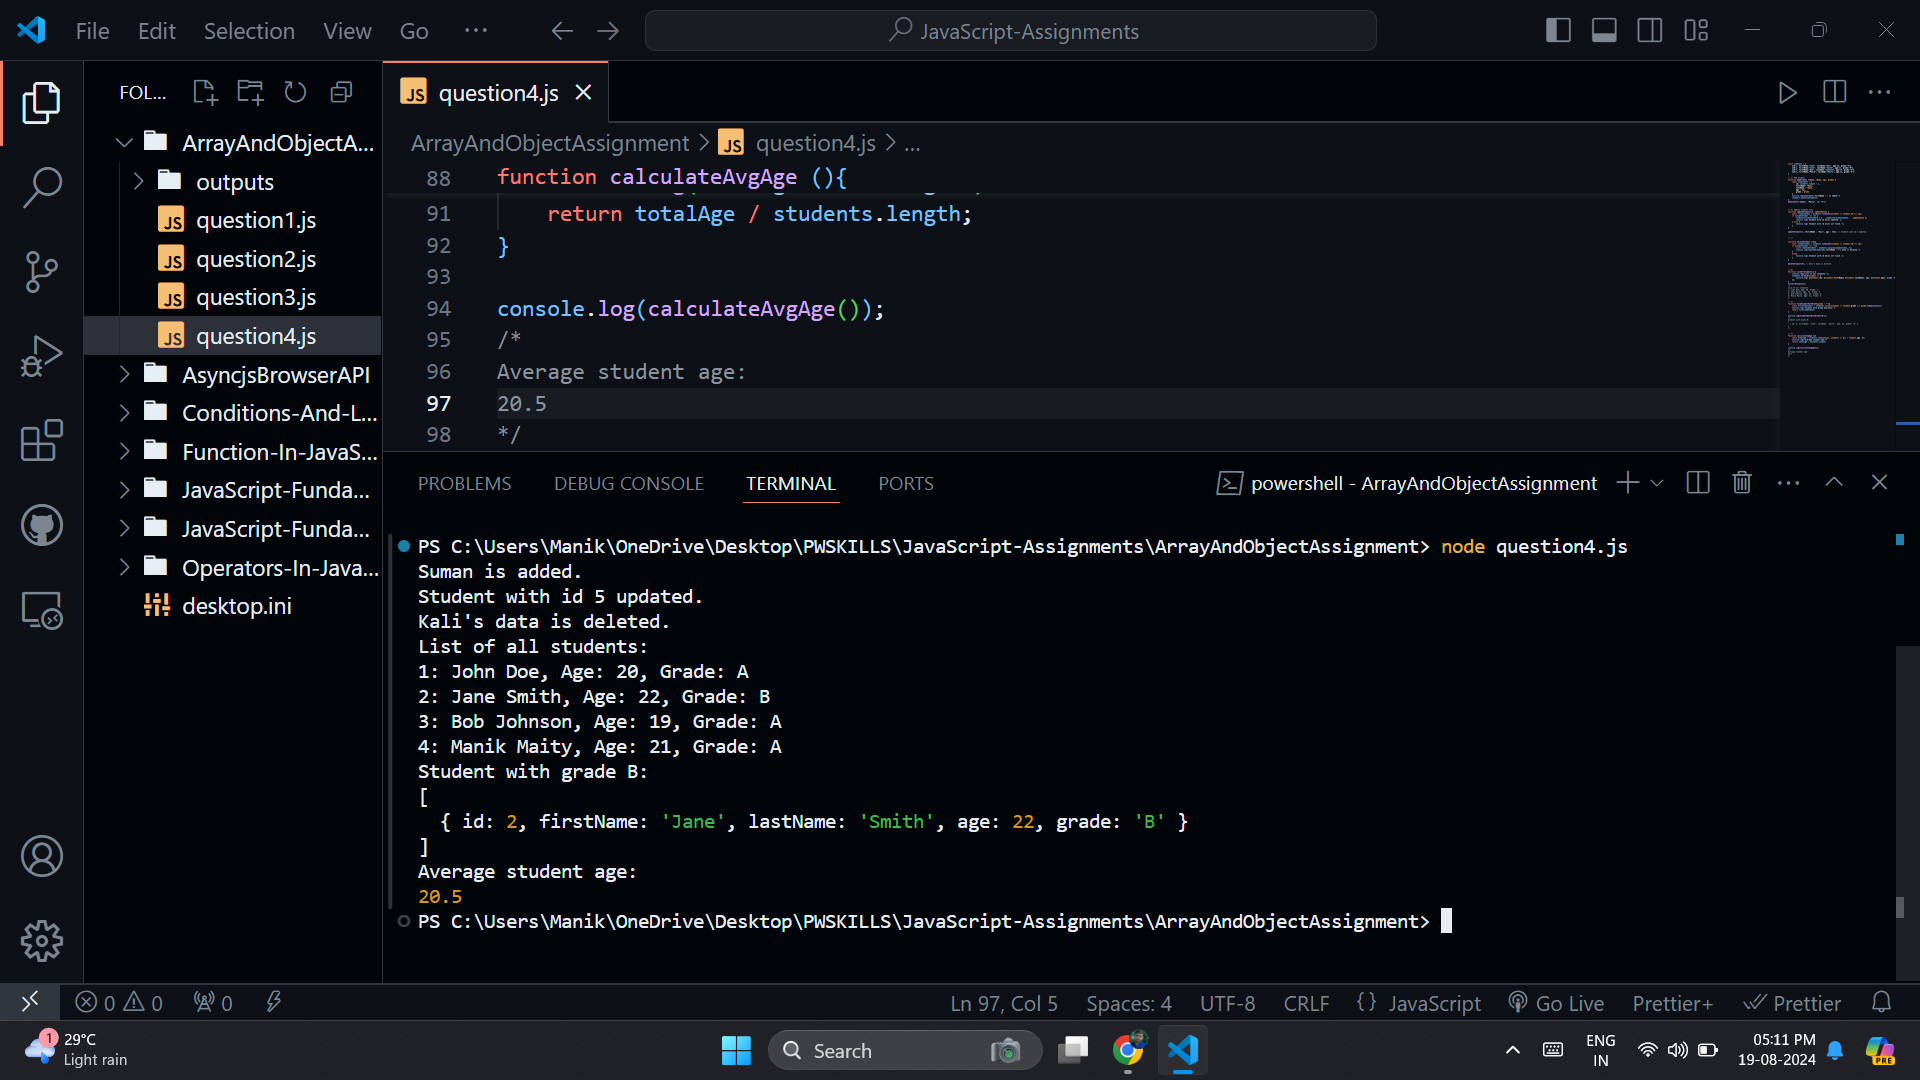 File Edit Selection View Go ···
JavaScript-Assignments
FOL...
ArrayAndObjectA...
outputs
question1.js
question2.js
question3.js
question4.js
AsyncjsBrowserAPI
Conditions-And-L...
Function-In-JavaS...
JavaScript-Funda...
JavaScript-Funda...
Operators-In-Java...
desktop.ini
JS question4.js
ArrayAndObjectAssignment > JS question4.js > ...
88 function calculateAvgAge (){
91 return totalAge / students.length;
92 }
93
94 console.log(calculateAvgAge());
95 /*
96 Average student age:
97 20.5
98 */
PROBLEMS DEBUG CONSOLE TERMINAL PORTS
powershell - ArrayAndObjectAssignment
PS C:\Users\Manik\OneDrive\Desktop\PWSKILLS\JavaScript-Assignments\ArrayAndObjectAssignment> node question4.js
Suman is added.
Student with id 5 updated.
Kali's data is deleted.
List of all students:
1: John Doe, Age: 20, Grade: A
2: Jane Smith, Age: 22, Grade: B
3: Bob Johnson, Age: 19, Grade: A
4: Manik Maity, Age: 21, Grade: A
Student with grade B:
[
{ id: 2, firstName: 'Jane', lastName: 'Smith', age: 22, grade: 'B' }
]
Average student age:
20.5
PS C:\Users\Manik\OneDrive\Desktop\PWSKILLS\JavaScript-Assignments\ArrayAndObjectAssignment>
0 0 0
Ln 97, Col 5 Spaces: 4 UTF-8 CRLF {} JavaScript Go Live Prettier+ Prettier
1
29°C
Light rain
Search
ENG
IN
05:11 PM
19-08-2024
PRE